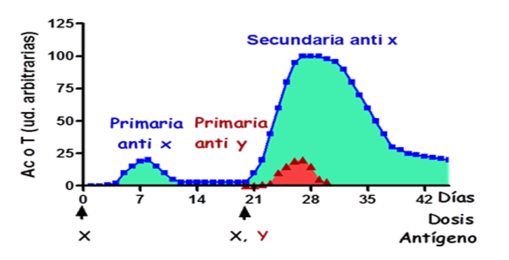 Ac o T (ud. arbitrarias)
125
100
75
50
25
0
Secundaria anti x
Primaria
anti x
Primaria
anti y
0 7 14 21 28 35 42 Días
Dosis
Antígeno
X
X, Y